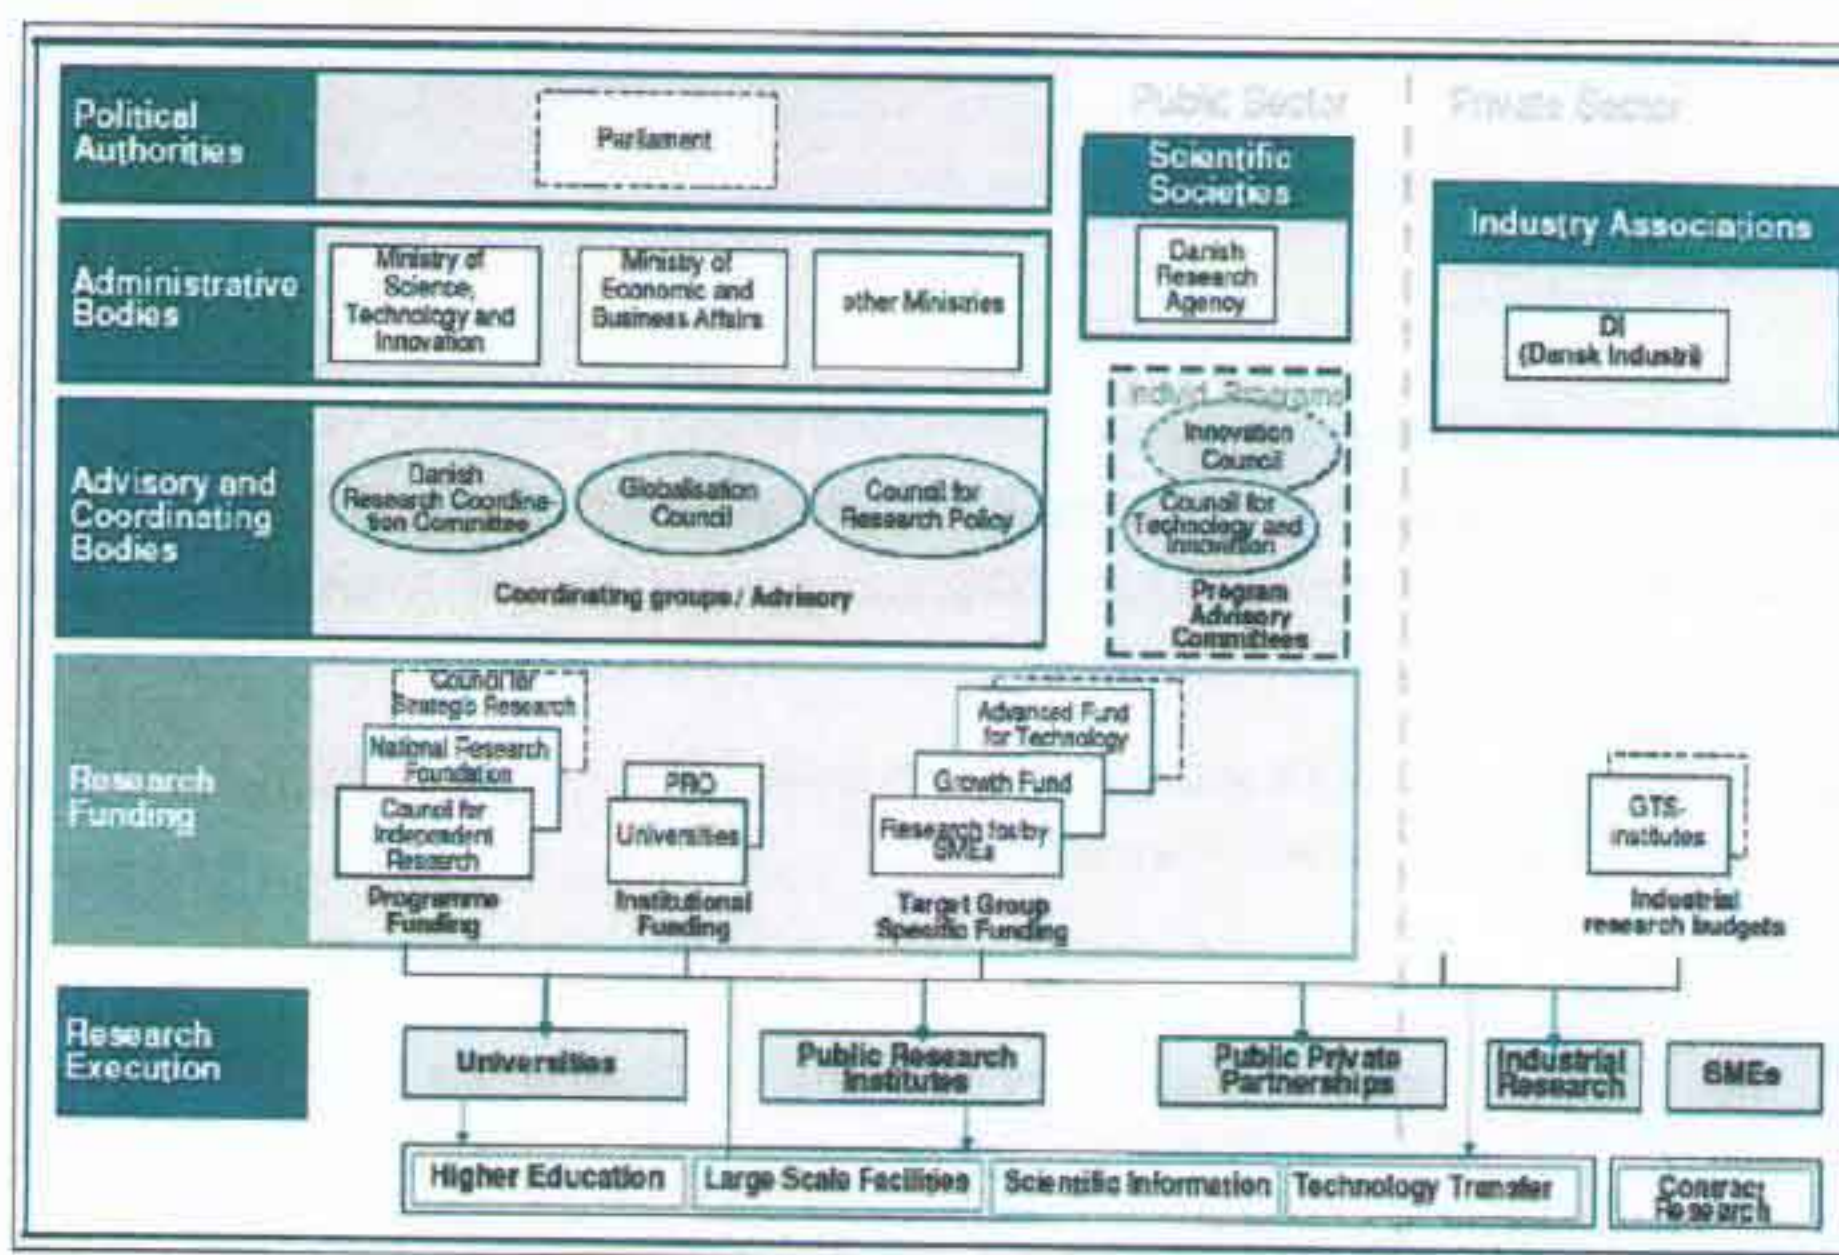 Political
Authorities
Parliament
Public Sector
Private Sector
Scientific
Societies
Danish
Research
Agency
Industry Associations
DI
(Dansk Industri)
Administrative
Bodies
Ministry of
Science,
Technology and
Innovation
Ministry of
Economic and
Business Affairs
other Ministries
Individ. Programs
Innovation
Council
Council for
Technology and
Innovation
Program
Advisory
Committees
Advisory and
Coordinating
Bodies
Danish
Research Coordina-
tion Committee
Globalisation
Council
Council for
Research Policy
Coordinating groups / Advisory
Research
Funding
Council for
Strategic Research
National Research
Foundation
Council for
Independent
Research
Programme
Funding
PRO
Universities
Institutional
Funding
Advanced Fund
for Technology
Growth Fund
Research for/by
SMEs
Target Group
Specific Funding
GTS-
institutes
Industrial
research budgets
Research
Execution
Universities
Public Research
Institutes
Public Private
Partnerships
Industrial
Research
SMEs
Higher Education
Large Scale Facilities
Scientific Information
Technology Transfer
Contract
Research